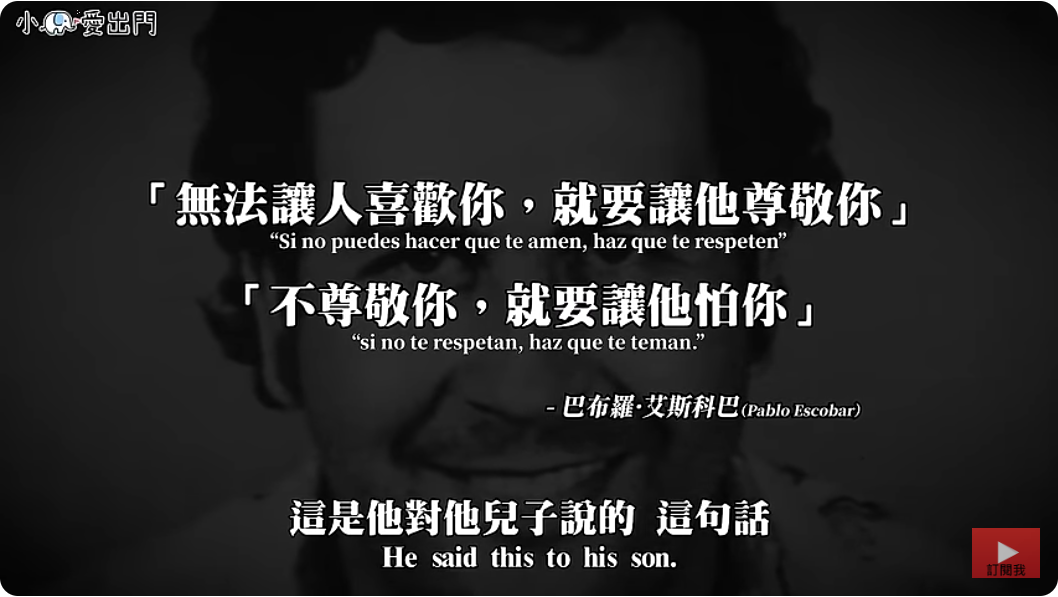 小 愛出門
「無法讓人喜歡你，就要讓他尊敬你」
“Si no puedes hacer que te amen, haz que te respeten”
「不尊敬你，就要讓他怕你」
“si no te respetan, haz que te teman.”
- 巴布羅·艾斯科巴(Pablo Escobar)
這是他對他兒子說的 這句話
He said this to his son.
訂閱我